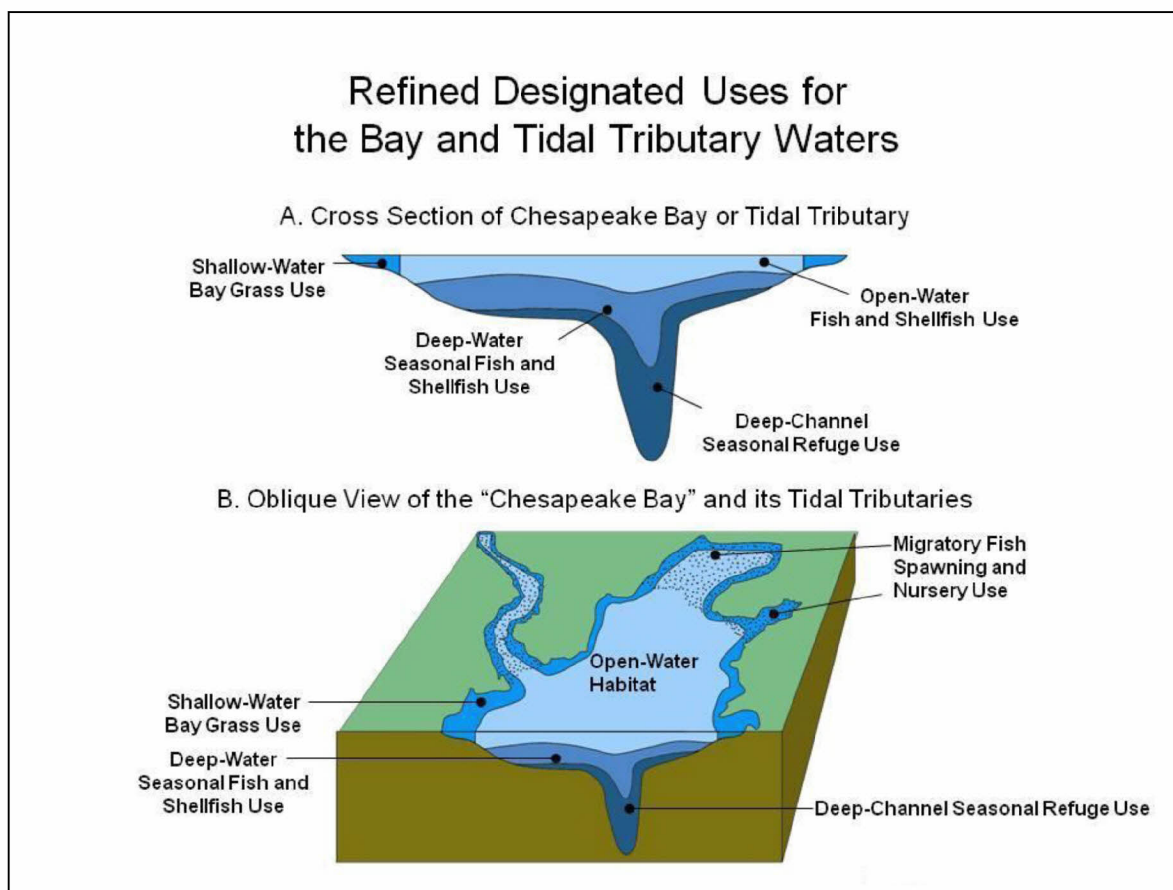 Refined Designated Uses for
the Bay and Tidal Tributary Waters
A. Cross Section of Chesapeake Bay or Tidal Tributary
Shallow-Water
Bay Grass Use
Open-Water
Fish and Shellfish Use
Deep-Water
Seasonal Fish and
Shellfish Use
Deep-Channel
Seasonal Refuge Use
B. Oblique View of the “Chesapeake Bay” and its Tidal Tributaries
Migratory Fish
Spawning and
Nursery Use
Open-Water
Habitat
Shallow-Water
Bay Grass Use
Deep-Water
Seasonal Fish and
Shellfish Use
Deep-Channel Seasonal Refuge Use